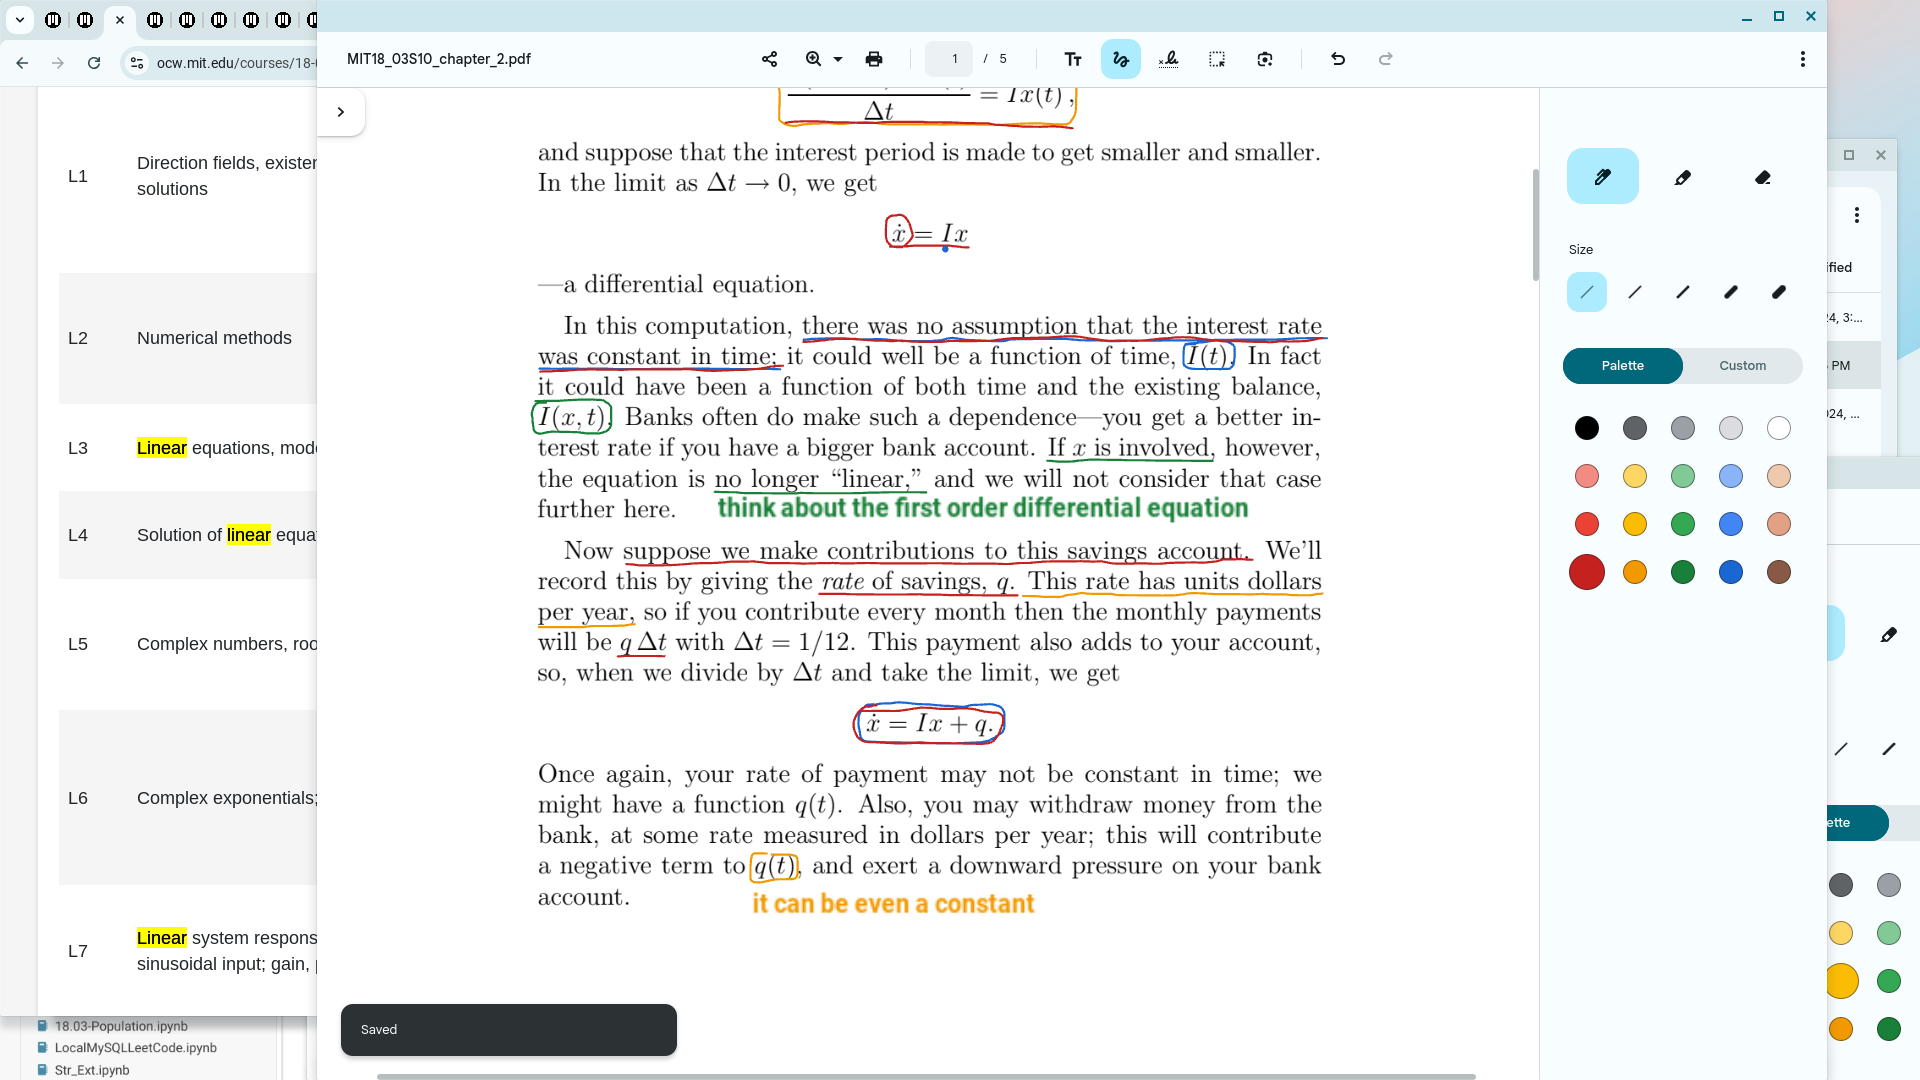 ocw.mit.edu/courses/18-
MIT18_03S10_chapter_2.pdf
1 / 5
L1 Direction fields, existen
solutions
L2 Numerical methods
L3 Linear equations, mode
L4 Solution of linear equa
L5 Complex numbers, roo
L6 Complex exponentials;
L7 Linear system respons
sinusoidal input; gain, p
18.03-Population.ipynb
LocalMySQLLeetCode.ipynb
Str_Ext.ipynb
Δt = Ix(t),
and suppose that the interest period is made to get smaller and smaller.
In the limit as Δt → 0, we get
ẋ = Ix
—a differential equation.
In this computation, there was no assumption that the interest rate
was constant in time; it could well be a function of time, I(t). In fact
it could have been a function of both time and the existing balance,
I(x, t). Banks often do make such a dependence—you get a better in-
terest rate if you have a bigger bank account. If x is involved, however,
the equation is no longer “linear,” and we will not consider that case
further here.
think about the first order differential equation
Now suppose we make contributions to this savings account. We’ll
record this by giving the rate of savings, q. This rate has units dollars
per year, so if you contribute every month then the monthly payments
will be q Δt with Δt = 1/12. This payment also adds to your account,
so, when we divide by Δt and take the limit, we get
ẋ = Ix + q.
Once again, your rate of payment may not be constant in time; we
might have a function q(t). Also, you may withdraw money from the
bank, at some rate measured in dollars per year; this will contribute
a negative term to q(t), and exert a downward pressure on your bank
account.
it can be even a constant
Saved
Size
Palette Custom
ified
24, 3:...
PM
024, ...
ette